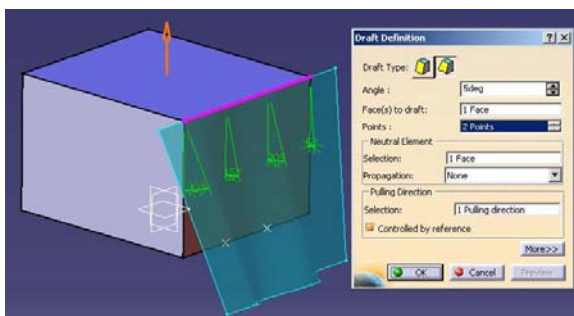 Draft Definition
Draft Type:
Angle : 5deg
Face(s) to draft: 1 Face
Points : 2 Points
Neutral Element
Selection: 1 Face
Propagation: None
Pulling Direction
Selection: 1 Pulling direction
Controlled by reference
More>>
OK Cancel Preview